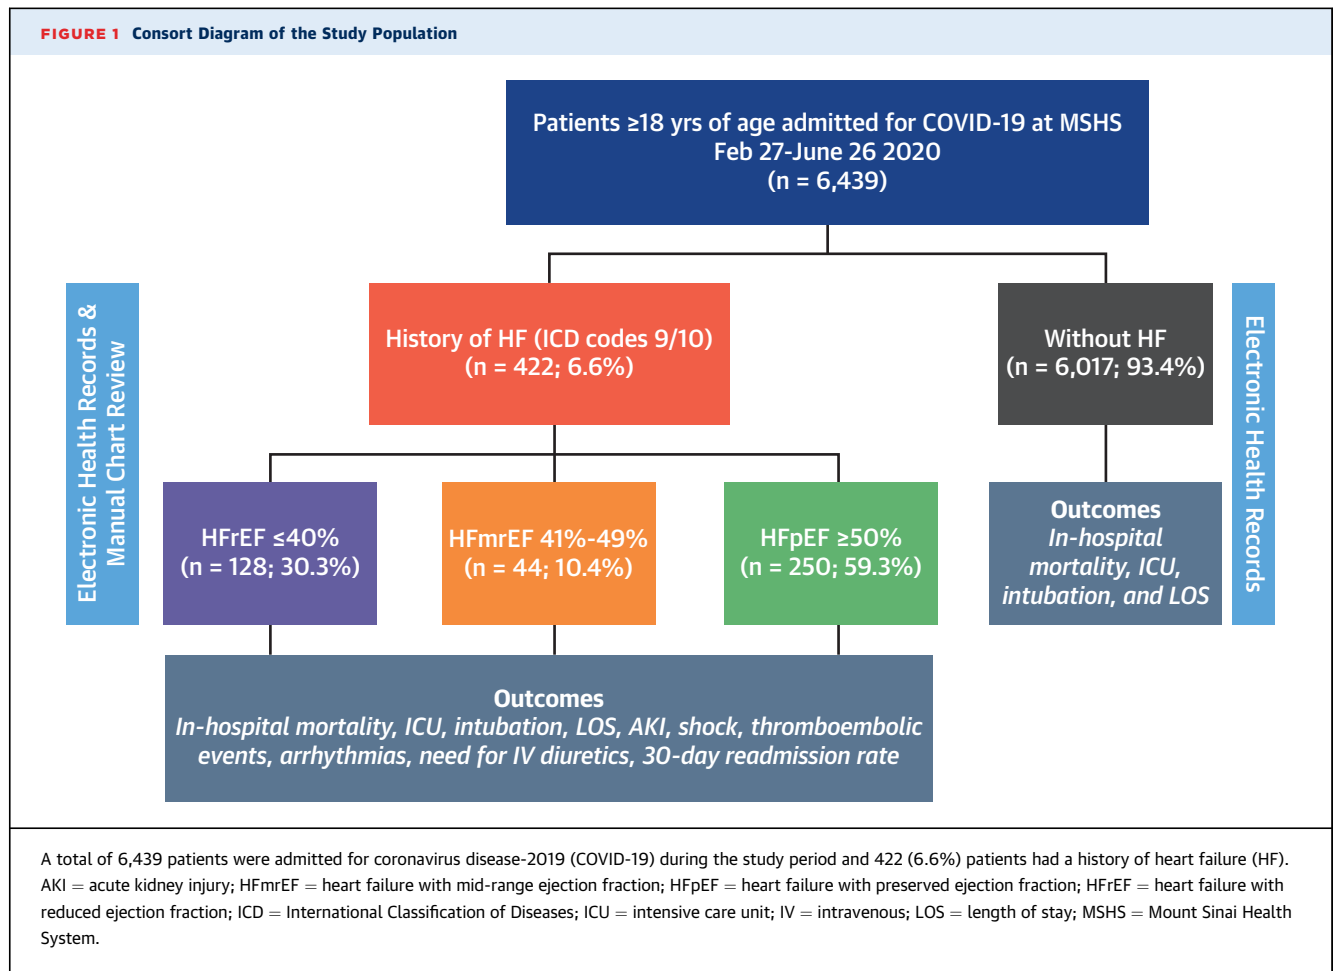 FIGURE 1 Consort Diagram of the Study Population
Patients ≥18 yrs of age admitted for COVID-19 at MSHS
Feb 27-June 26 2020
(n = 6,439)
Electronic Health Records &
Manual Chart Review
History of HF (ICD codes 9/10)
(n = 422; 6.6%)
Without HF
(n = 6,017; 93.4%)
Electronic Health Records
HFrEF ≤40%
(n = 128; 30.3%)
HFmrEF 41%-49%
(n = 44; 10.4%)
HFpEF ≥50%
(n = 250; 59.3%)
Outcomes
In-hospital
mortality, ICU,
intubation, and LOS
Outcomes
In-hospital mortality, ICU, intubation, LOS, AKI, shock, thromboembolic
events, arrhythmias, need for IV diuretics, 30-day readmission rate
A total of 6,439 patients were admitted for coronavirus disease-2019 (COVID-19) during the study period and 422 (6.6%) patients had a history of heart failure (HF).
AKI = acute kidney injury; HFmrEF = heart failure with mid-range ejection fraction; HFpEF = heart failure with preserved ejection fraction; HFrEF = heart failure with
reduced ejection fraction; ICD = International Classification of Diseases; ICU = intensive care unit; IV = intravenous; LOS = length of stay; MSHS = Mount Sinai Health
System.